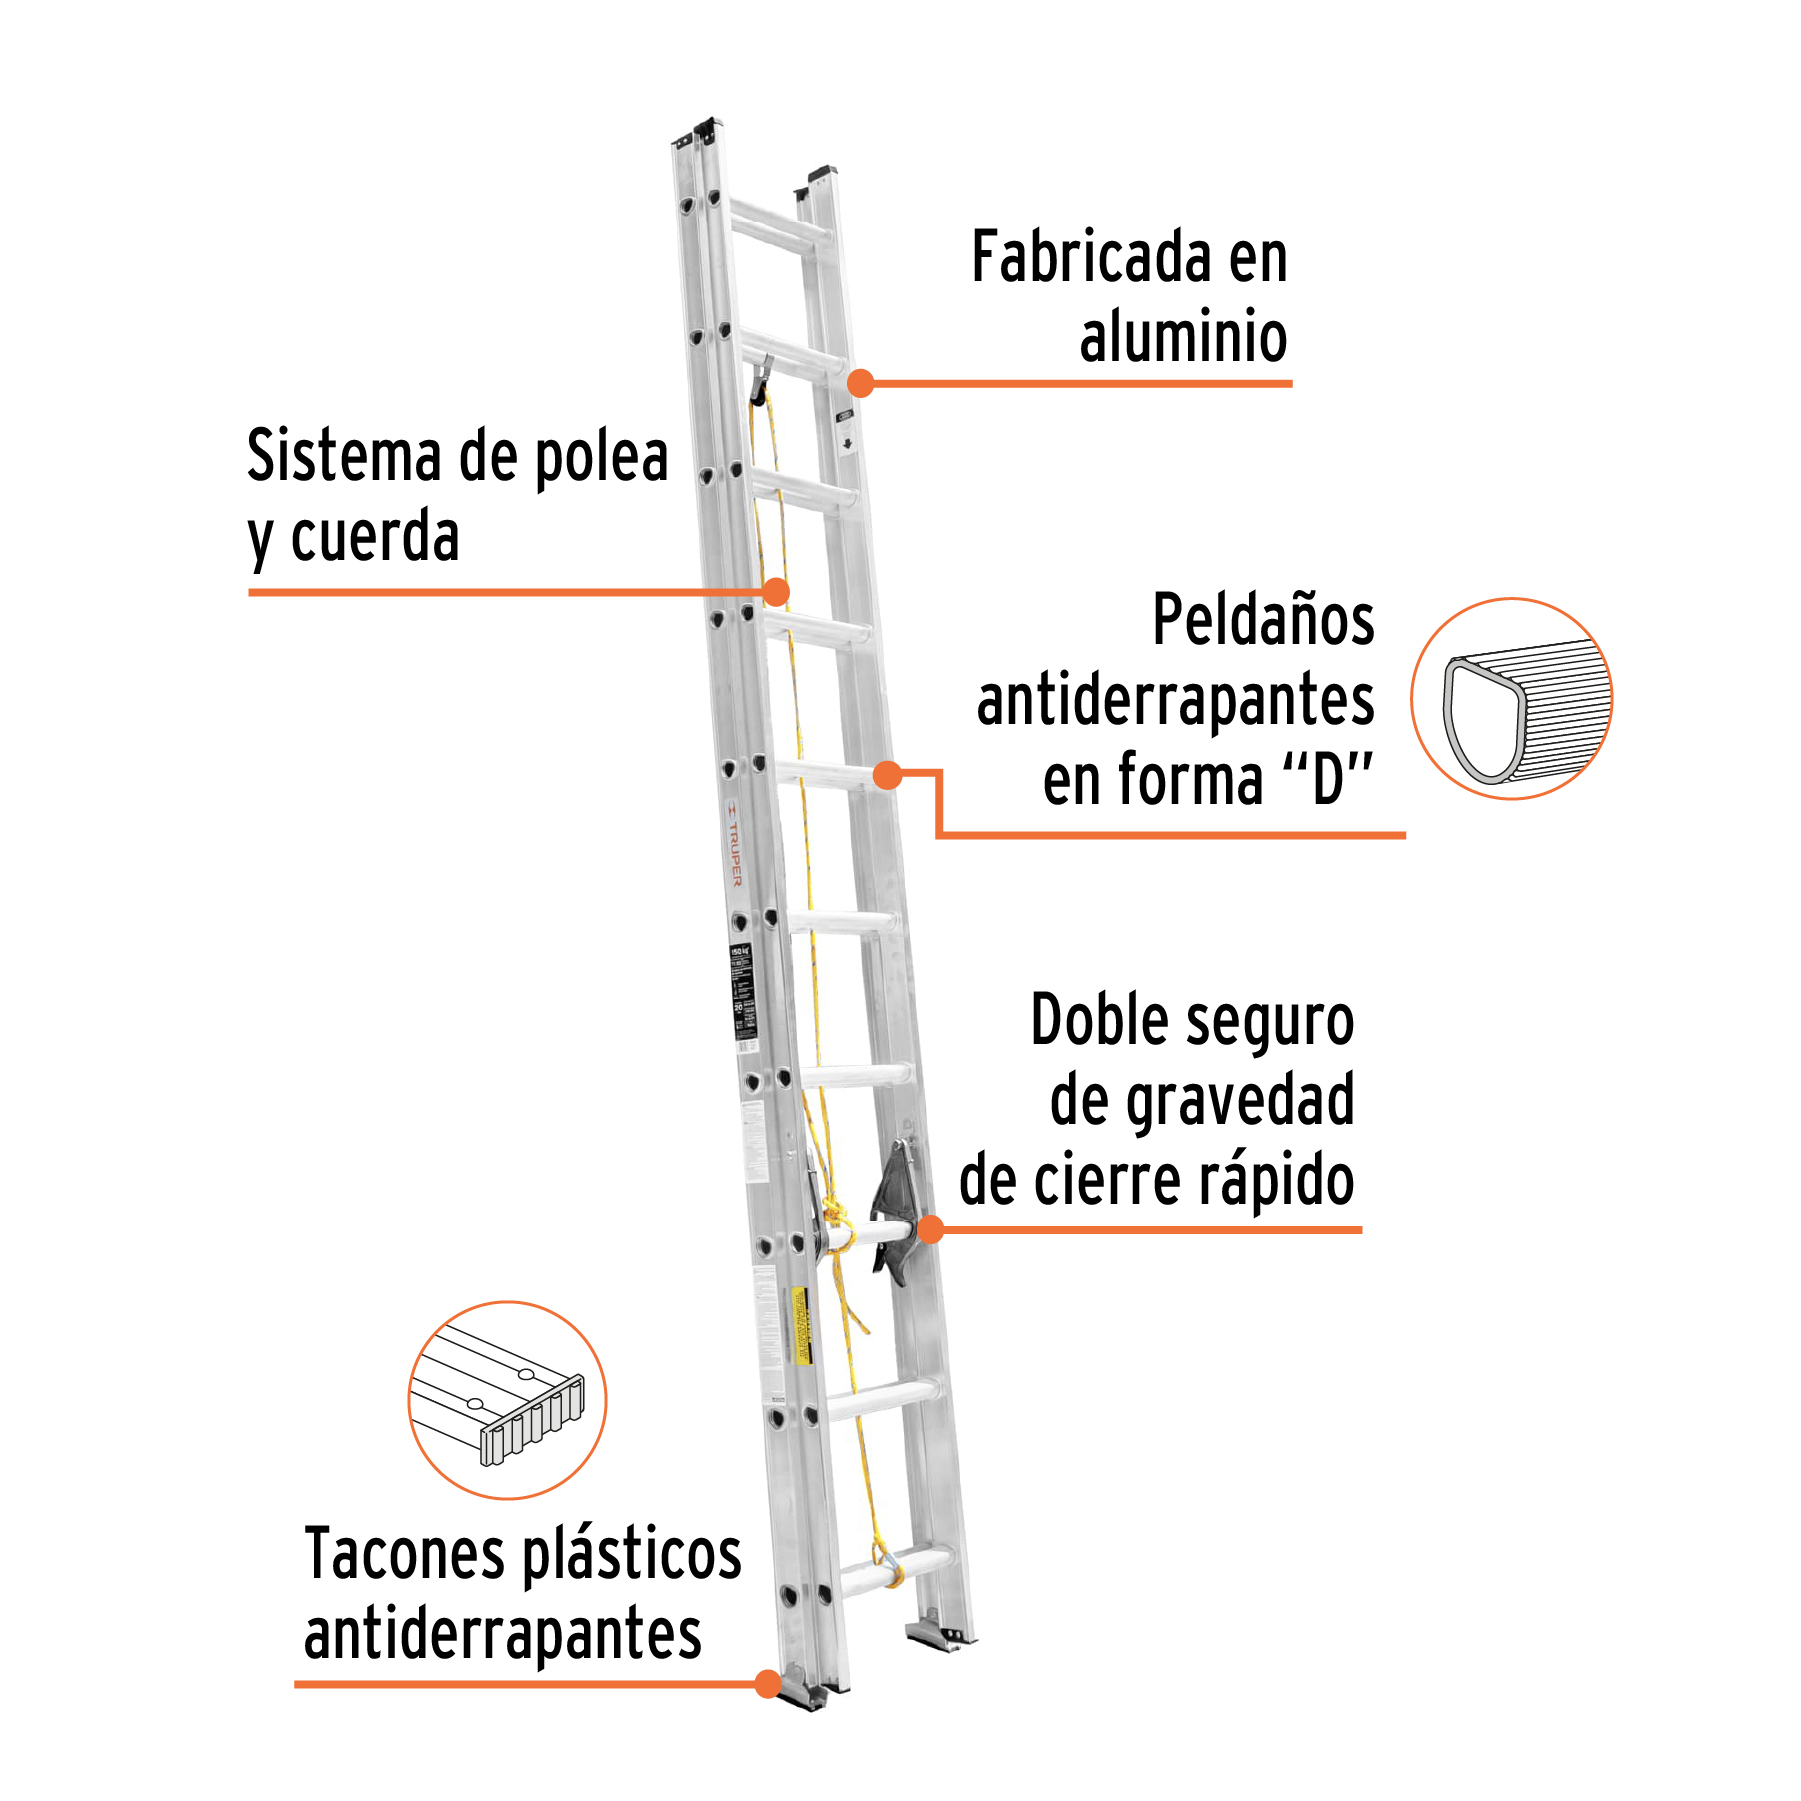 Fabricada en
aluminio
Sistema de polea
y cuerda
Peldaños
antiderrapantes
en forma “D”
TRUPER
150 kg
20
Doble seguro
de gravedad
de cierre rápido
Tacones plásticos
antiderrapantes